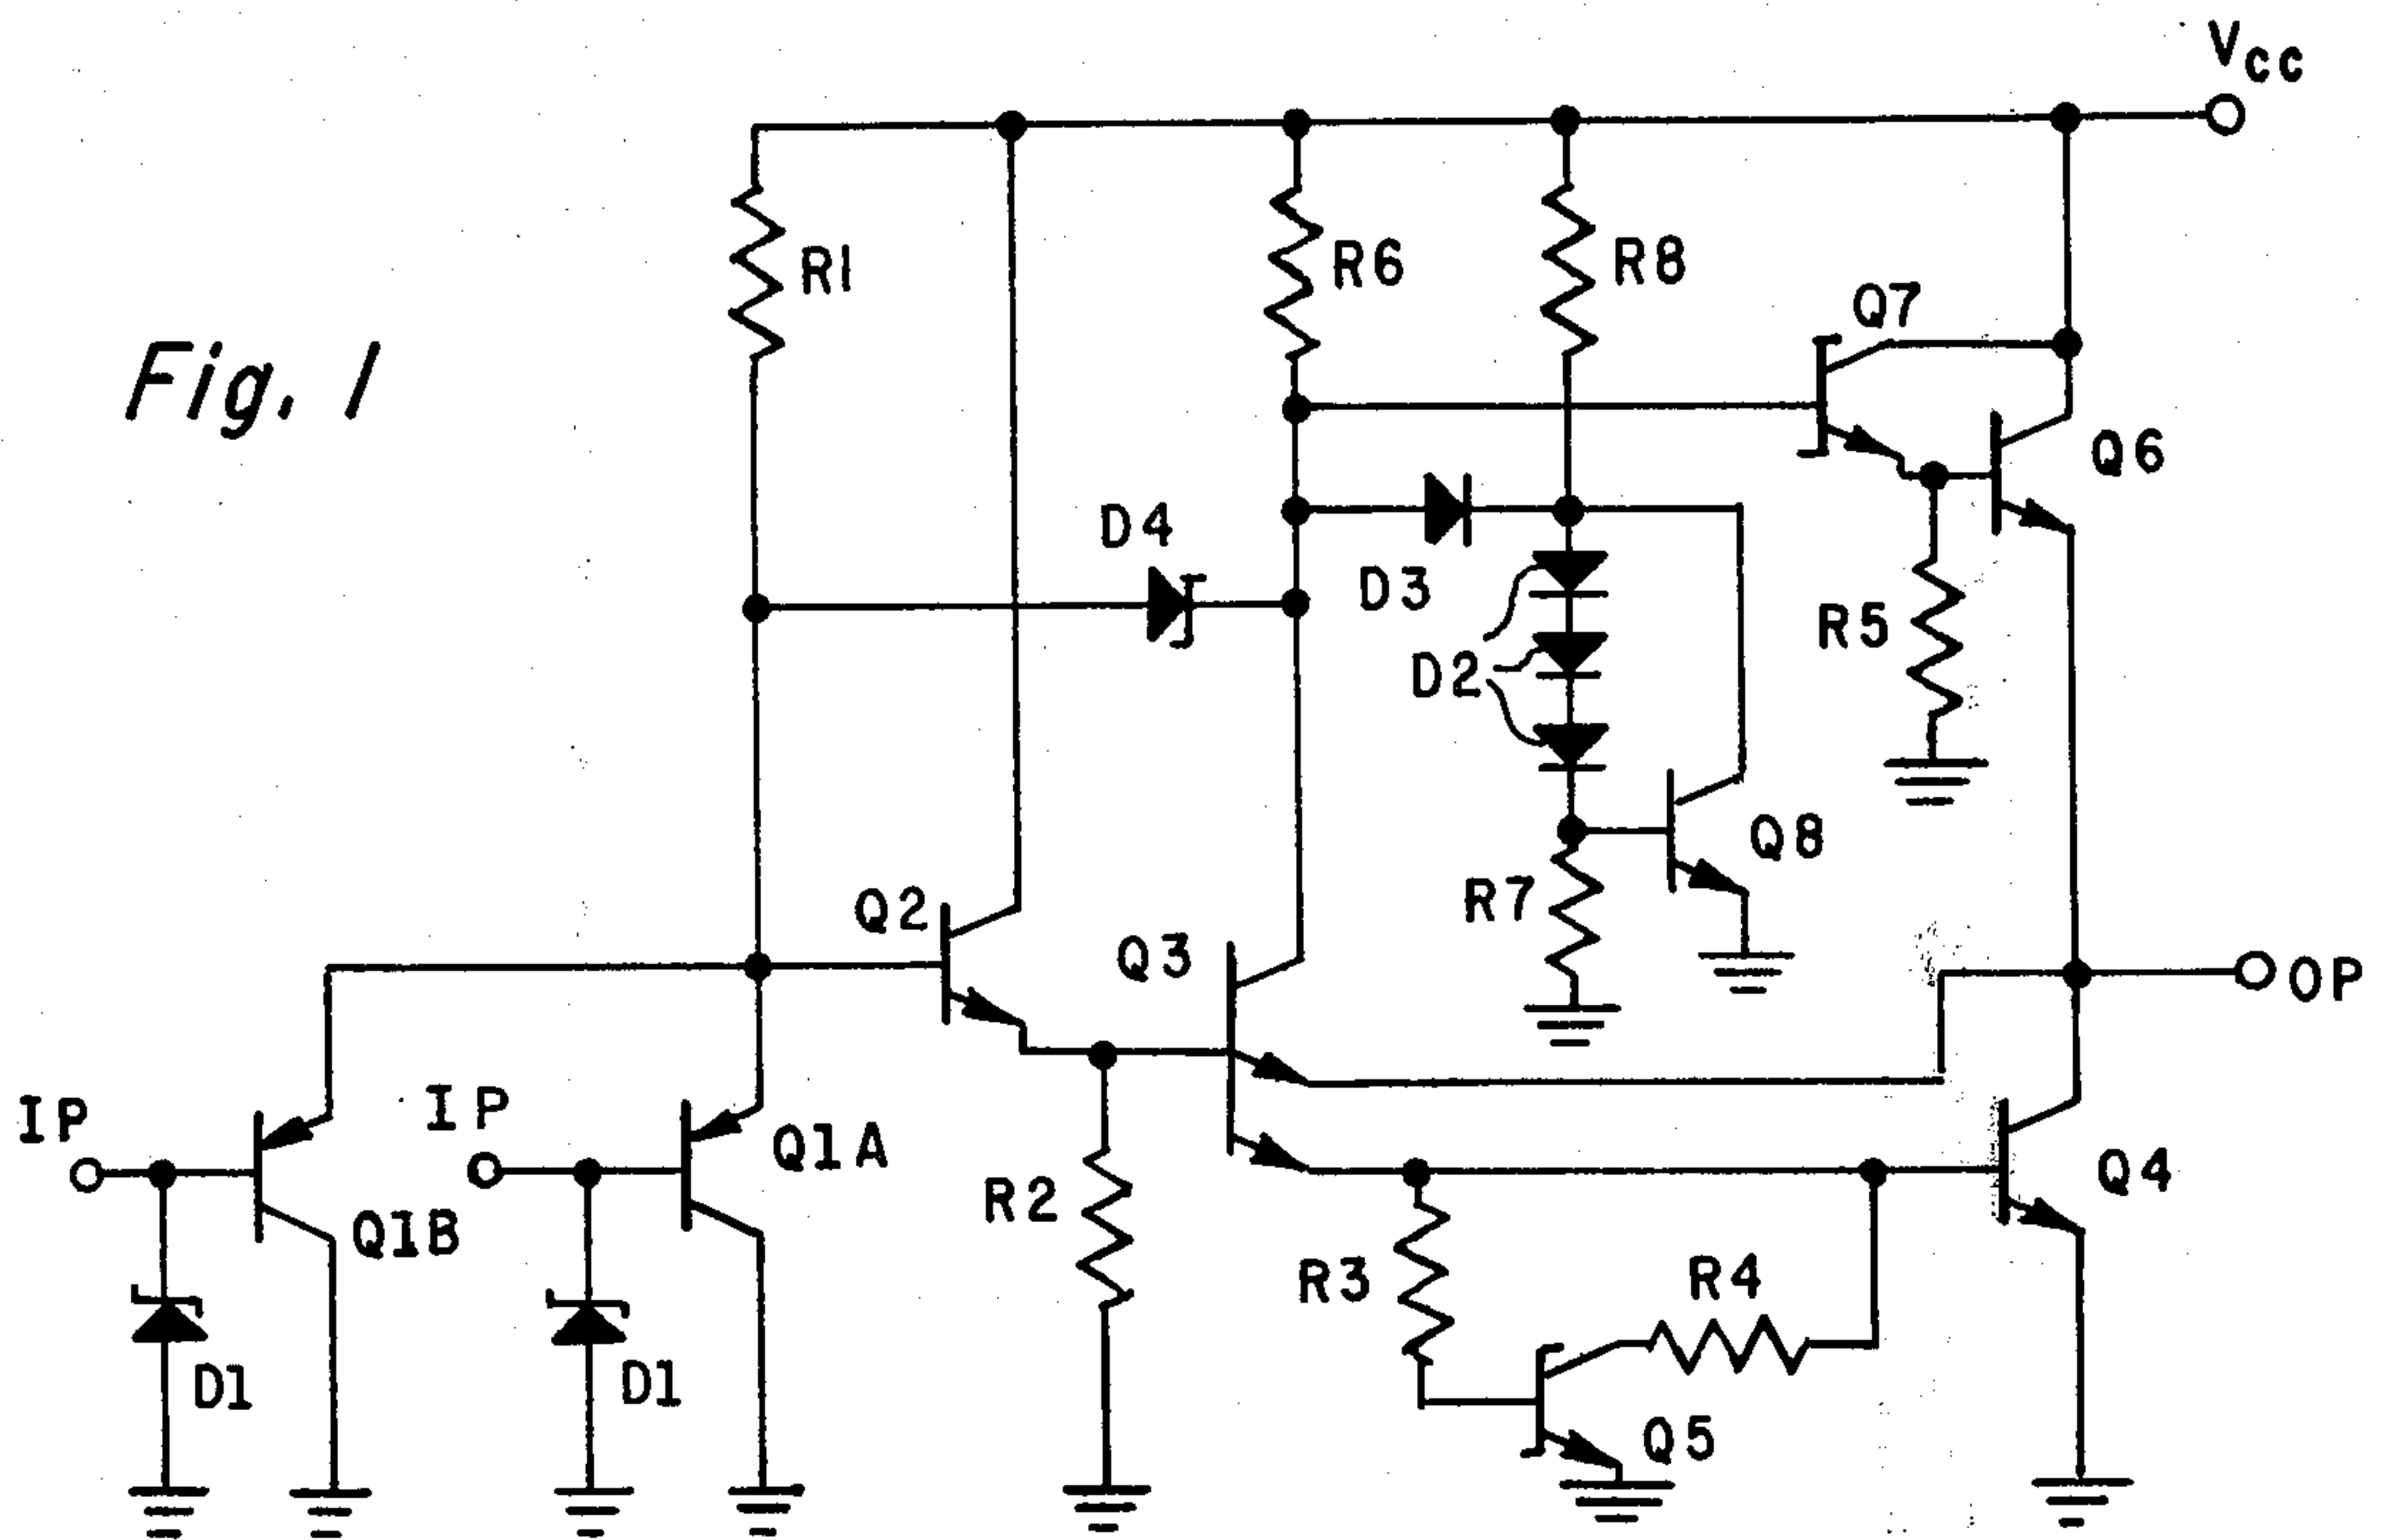 Vcc
Fig. 1
R1
R6
R8
Q7
Q6
D4
D3
D2
R5
Q8
R7
Q2
Q3
OP
IP
IP
Q1A
Q1B
R2
Q4
R3
R4
D1
D1
Q5